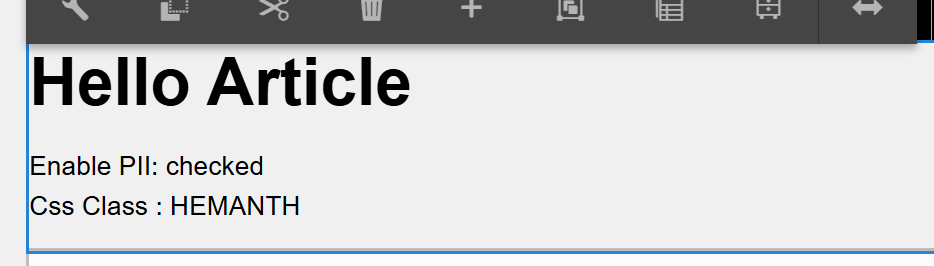 Hello Article
Enable PII: checked
Css Class : HEMANTH